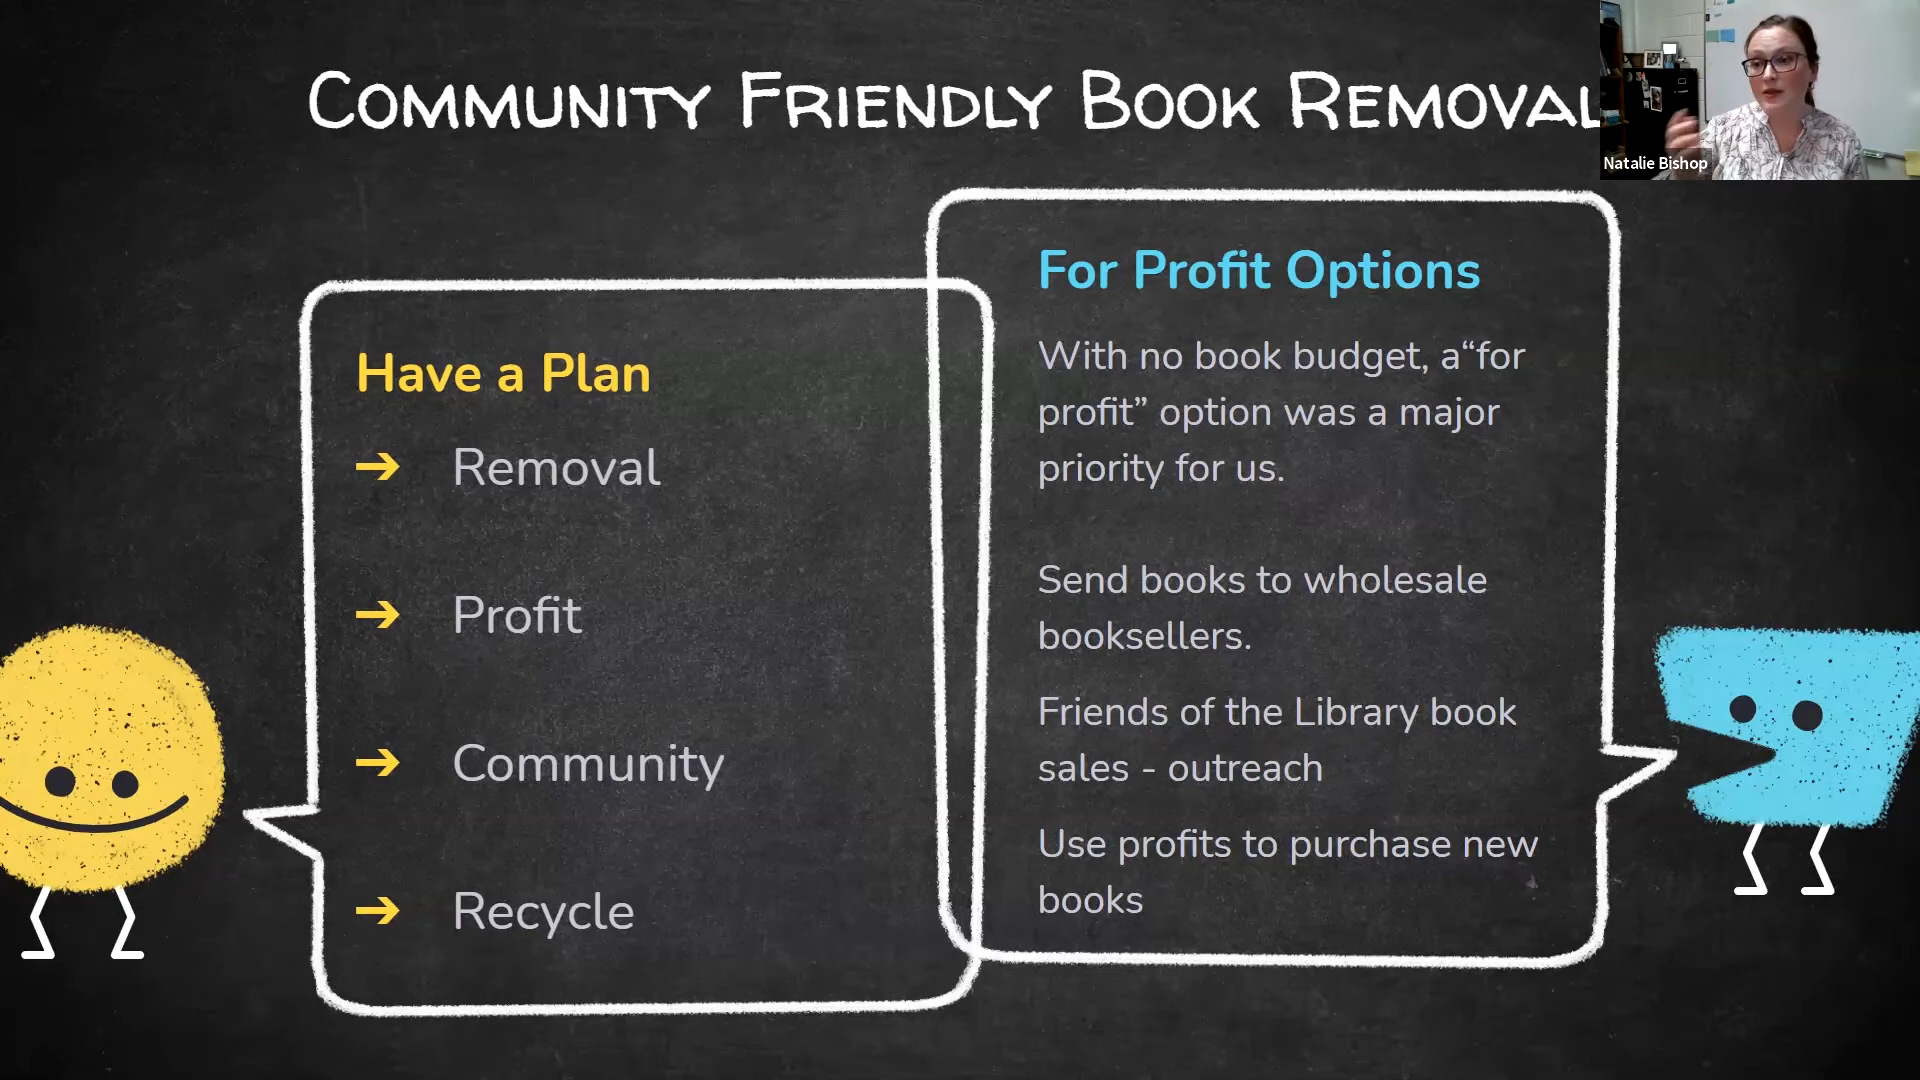 COMMUNITY FRIENDLY BOOK REMOVAL
Natalie Bishop
Have a Plan
➔ Removal
➔ Profit
➔ Community
➔ Recycle
For Profit Options
With no book budget, a“for
profit” option was a major
priority for us.
Send books to wholesale
booksellers.
Friends of the Library book
sales - outreach
Use profits to purchase new
books